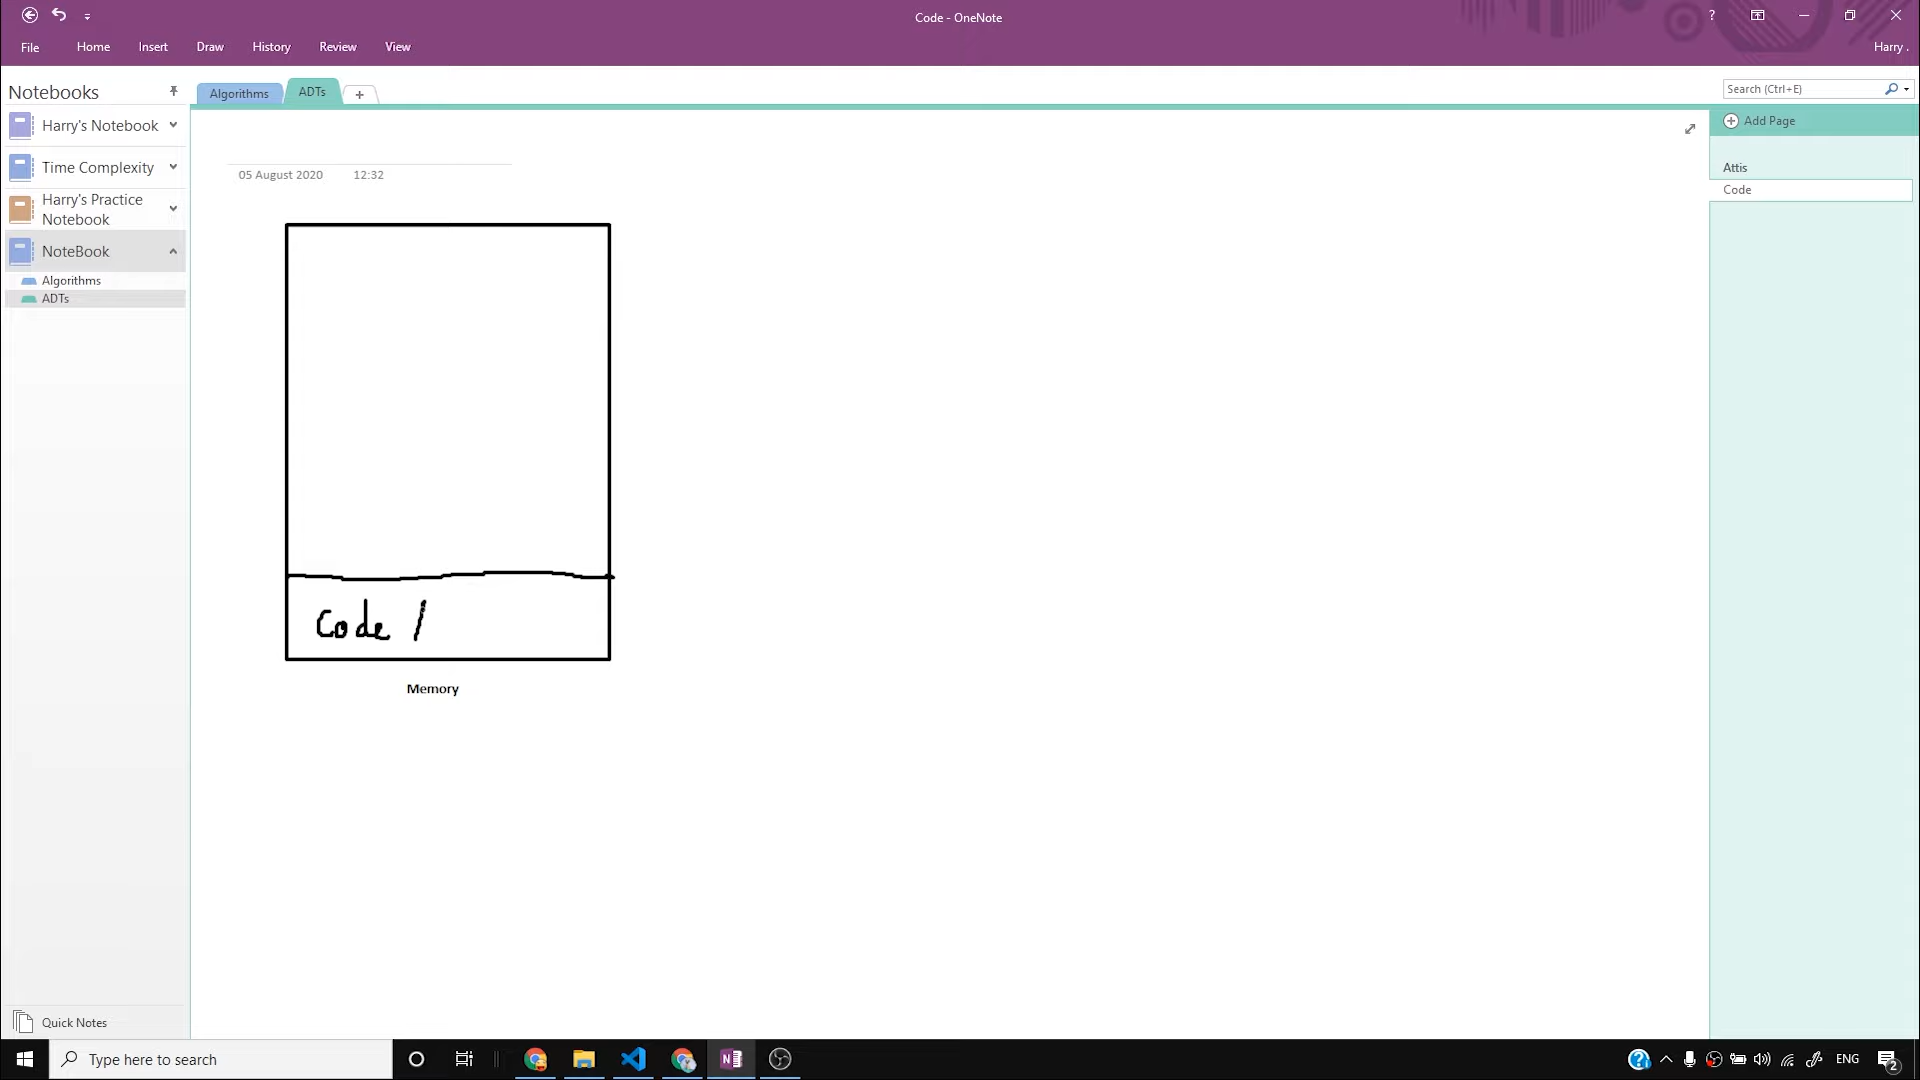 Code - OneNote
?
File
Home
Insert
Draw
History
Review
View
Harry .
Notebooks
Algorithms
ADTs
+
Search (Ctrl+E)
Harry's Notebook
Time Complexity
Harry's Practice
Notebook
NoteBook
Algorithms
ADTs
05 August 2020 12:32
Add Page
Attis
Code
Code /
Memory
Quick Notes
Type here to search
N
?
ENG
2